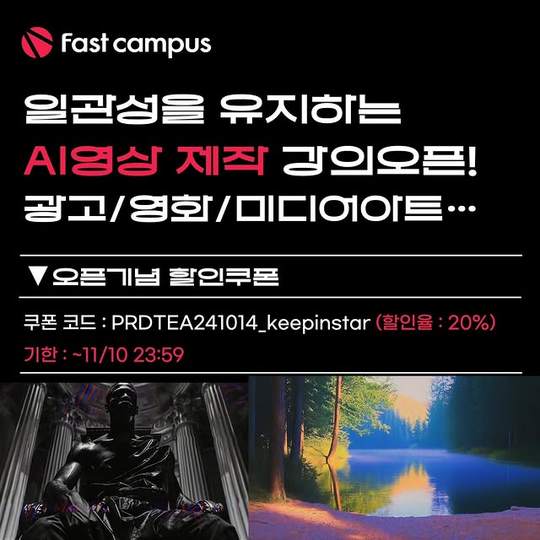 Fast campus
일관성을 유지하는
AI영상 제작 강의오픈!
광고/영화/미디어아트…
▼오픈기념 할인쿠폰
쿠폰 코드 : PRDTEA241014_keepinstar (할인율 : 20%)
기한 : ~11/10 23:59